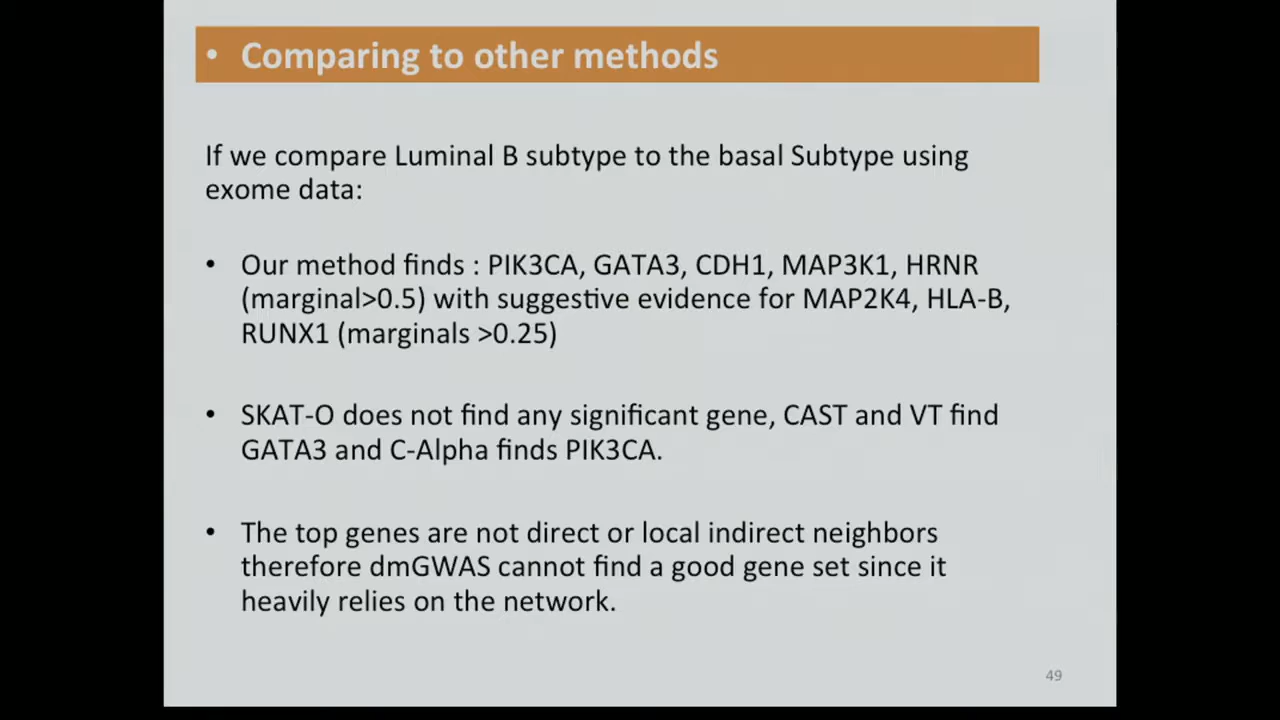 • Comparing to other methods
If we compare Luminal B subtype to the basal Subtype using
exome data:
• Our method finds : PIK3CA, GATA3, CDH1, MAP3K1, HRNR
(marginal>0.5) with suggestive evidence for MAP2K4, HLA-B,
RUNX1 (marginals >0.25)
• SKAT-O does not find any significant gene, CAST and VT find
GATA3 and C-Alpha finds PIK3CA.
• The top genes are not direct or local indirect neighbors
therefore dmGWAS cannot find a good gene set since it
heavily relies on the network.
49